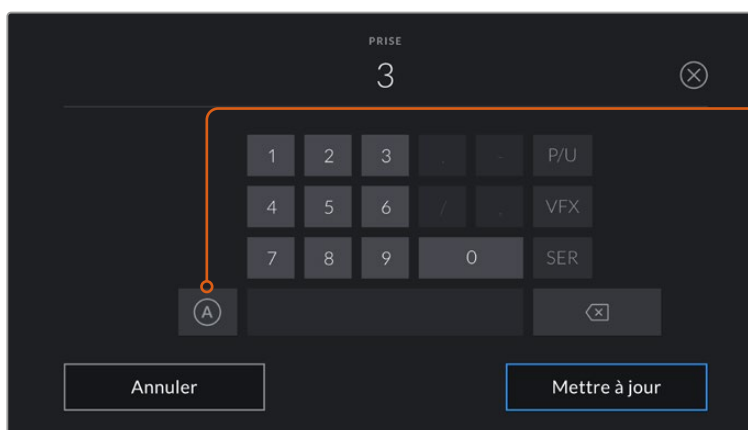 PRISE
3
1 2 3 . - P/U
4 5 6 / , VFX
7 8 9 0 SER
A
Annuler Mettre à jour